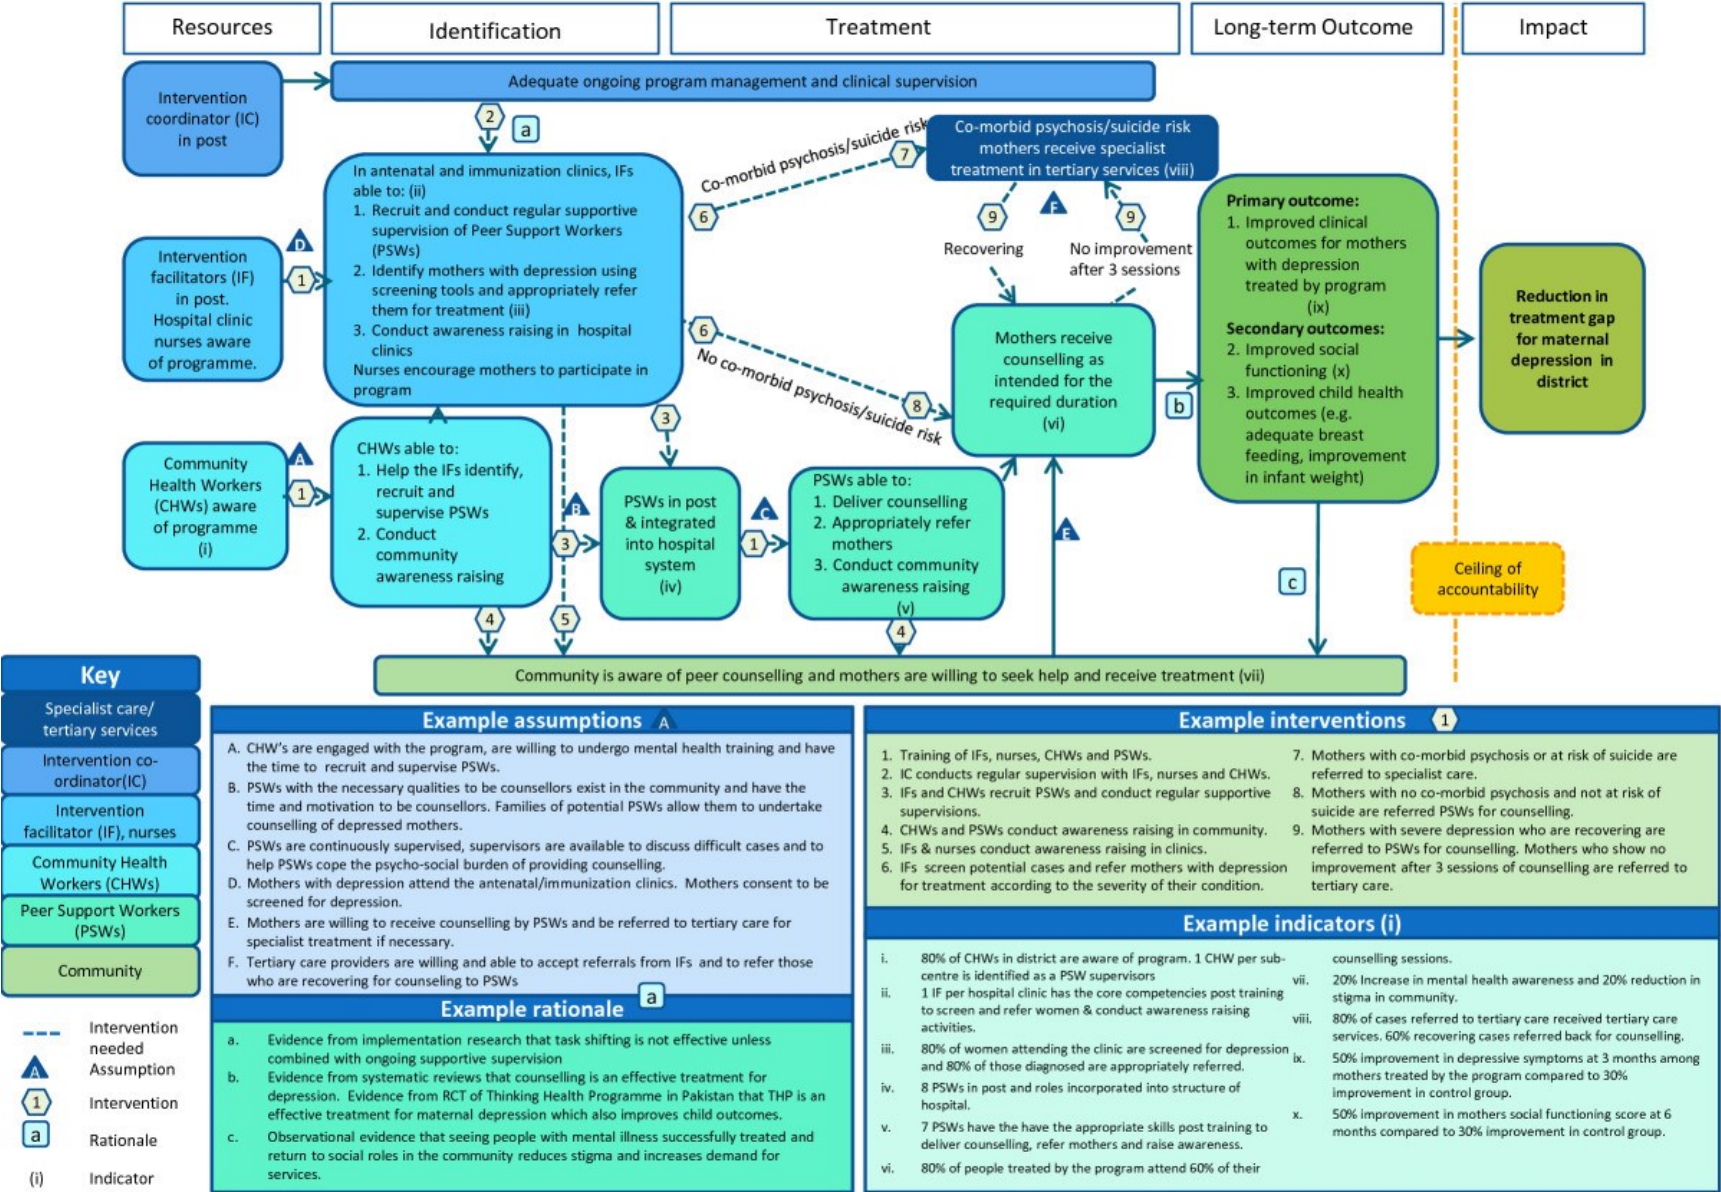 Resources
Identification
Treatment
Long-term Outcome
Impact
Intervention
coordinator (IC)
in post
Adequate ongoing program management and clinical supervision
2
a
In antenatal and immunization clinics, IFs
able to: (ii)
1. Recruit and conduct regular supportive
supervision of Peer Support Workers
(PSWs)
2. Identify mothers with depression using
screening tools and appropriately refer
them for treatment (iii)
3. Conduct awareness raising in hospital
clinics
Nurses encourage mothers to participate in
program
Co-morbid psychosis/suicide risk
6
7
Co-morbid psychosis/suicide risk
mothers receive specialist
treatment in tertiary services (viii)
9
F
9
Recovering
No improvement
after 3 sessions
Intervention
facilitators (IF)
in post.
Hospital clinic
nurses aware
of programme.
D
1
6
No co-morbid psychosis/suicide risk
8
Mothers receive
counselling as
intended for the
required duration
(vi)
b
Primary outcome:
1. Improved clinical
outcomes for mothers
with depression
treated by program
(ix)
Secondary outcomes:
2. Improved social
functioning (x)
3. Improved child health
outcomes (e.g.
adequate breast
feeding, improvement
in infant weight)
Reduction in
treatment gap
for maternal
depression in
district
Community
Health Workers
(CHWs) aware
of programme
(i)
A
1
CHWs able to:
1. Help the IFs identify,
recruit and
supervise PSWs
2. Conduct
community
awareness raising
3
B
3
PSWs in post
& integrated
into hospital
system
(iv)
C
1
PSWs able to:
1. Deliver counselling
2. Appropriately refer
mothers
3. Conduct community
awareness raising
(v)
E
c
Ceiling of
accountability
4
5
4
Community is aware of peer counselling and mothers are willing to seek help and receive treatment (vii)
Key
Specialist care/
tertiary services
Intervention co-
ordinator(IC)
Intervention
facilitator (IF), nurses
Community Health
Workers (CHWs)
Peer Support Workers
(PSWs)
Community
Intervention
needed
A
Assumption
1
Intervention
a
Rationale
(i)
Indicator
Example assumptions A
A. CHW's are engaged with the program, are willing to undergo mental health training and have
the time to recruit and supervise PSWs.
B. PSWs with the necessary qualities to be counsellors exist in the community and have the
time and motivation to be counsellors. Families of potential PSWs allow them to undertake
counselling of depressed mothers.
C. PSWs are continuously supervised, supervisors are available to discuss difficult cases and to
help PSWs cope the psycho-social burden of providing counselling.
D. Mothers with depression attend the antenatal/immunization clinics. Mothers consent to be
screened for depression.
E. Mothers are willing to receive counselling by PSWs and be referred to tertiary care for
specialist treatment if necessary.
F. Tertiary care providers are willing and able to accept referrals from IFs and to refer those
who are recovering for counseling to PSWs
Example rationale a
a. Evidence from implementation research that task shifting is not effective unless
combined with ongoing supportive supervision
b. Evidence from systematic reviews that counselling is an effective treatment for
depression. Evidence from RCT of Thinking Health Programme in Pakistan that THP is an
effective treatment for maternal depression which also improves child outcomes.
c. Observational evidence that seeing people with mental illness successfully treated and
return to social roles in the community reduces stigma and increases demand for
services.
Example interventions 1
1. Training of IFs, nurses, CHWs and PSWs.
2. IC conducts regular supervision with IFs, nurses and CHWs.
3. IFs and CHWs recruit PSWs and conduct regular supportive
supervisions.
4. CHWs and PSWs conduct awareness raising in community.
5. IFs & nurses conduct awareness raising in clinics.
6. IFs screen potential cases and refer mothers with depression
for treatment according to the severity of their condition.
7. Mothers with co-morbid psychosis or at risk of suicide are
referred to specialist care.
8. Mothers with no co-morbid psychosis and not at risk of
suicide are referred PSWs for counselling.
9. Mothers with severe depression who are recovering are
referred to PSWs for counselling. Mothers who show no
improvement after 3 sessions of counselling are referred to
tertiary care.
Example indicators (i)
i. 80% of CHWs in district are aware of program. 1 CHW per sub-
centre is identified as a PSW supervisors
ii. 1 IF per hospital clinic has the core competencies post training
to screen and refer women & conduct awareness raising
activities.
iii. 80% of women attending the clinic are screened for depression
and 80% of those diagnosed are appropriately referred.
iv. 8 PSWs in post and roles incorporated into structure of
hospital.
v. 7 PSWs have the have the appropriate skills post training to
deliver counselling, refer mothers and raise awareness.
vi. 80% of people treated by the program attend 60% of their
counselling sessions.
vii. 20% Increase in mental health awareness and 20% reduction in
stigma in community.
viii. 80% of cases referred to tertiary care received tertiary care
services. 60% recovering cases referred back for counselling.
ix. 50% improvement in depressive symptoms at 3 months among
mothers treated by the program compared to 30%
improvement in control group.
x. 50% improvement in mothers social functioning score at 6
months compared to 30% improvement in control group.